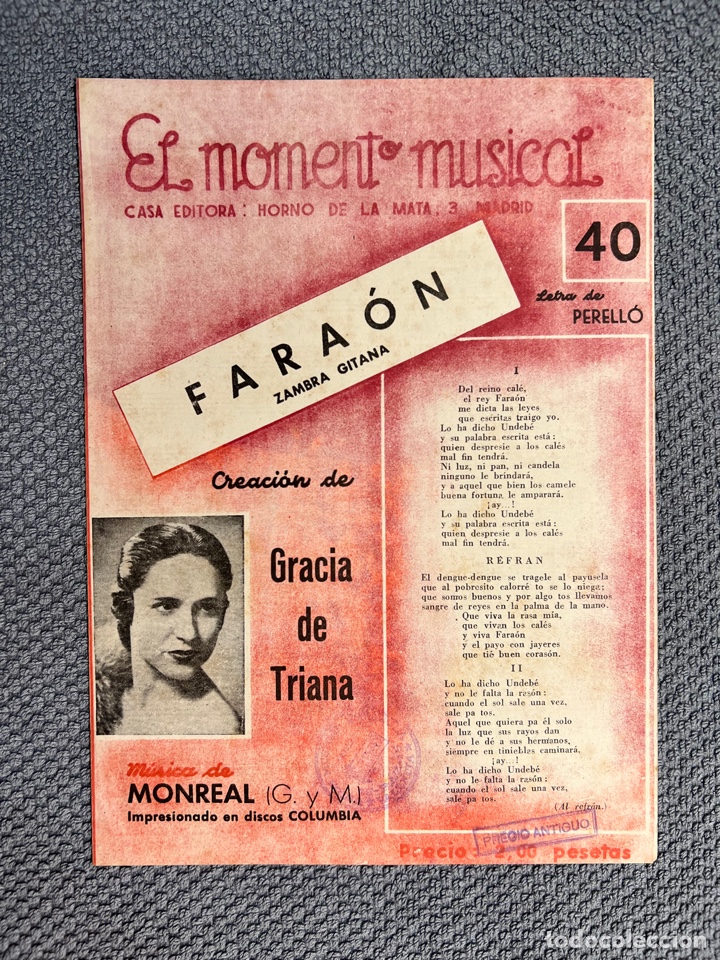 EL momento musical
CASA EDITORA: HORNO DE LA MATA, 3 MADRID
40
Letra de
PERELLÓ
FARAÓN
ZAMBRA GITANA
Creación de
Gracia
de
Triana
Música de
MONREAL (G. y M.)
Impresionado en discos COLUMBIA
I
Del reino calé,
el rey Faraón
me dicta las leyes
que escritas traigo yo.
Lo ha dicho Undebé
y su palabra escrita está:
quien despresie a los calés
mal fin tendrá.
Ni luz, ni pan, ni candela
ninguno le brindará,
y a aquel que bien los camele
buena fortuna le amparará.
¡ay...!
Lo ha dicho Undebé
y su palabra escrita está:
quien despresie a los calés
mal fin tendrá.
REFRAN
El dengue-dengue se tragele al payusela
que al pobresito calorré to se lo niega;
que somos buenos y por algo tos llevamos
sangre de reyes en la palma de la mano.
Que viva la rasa mía,
que vivan los calés
y viva Faraón
y el payo con jayeres
que tié buen corasón.
II
Lo ha dicho Undebé
y no le falta la rasón:
cuando el sol sale una vez,
sale pa tos.
Aquel que quiera pa él solo
la luz que sus rayos dan
y no le dé a sus hermanos,
siempre en tinieblas caminará,
¡ay...!
Lo ha dicho Undebé
y no le falta la rasón:
cuando el sol sale una vez,
sale pa tos.
(Al refrán.)
PRECIO ANTIGUO
Precio: 2,00 pesetas
todocoleccion